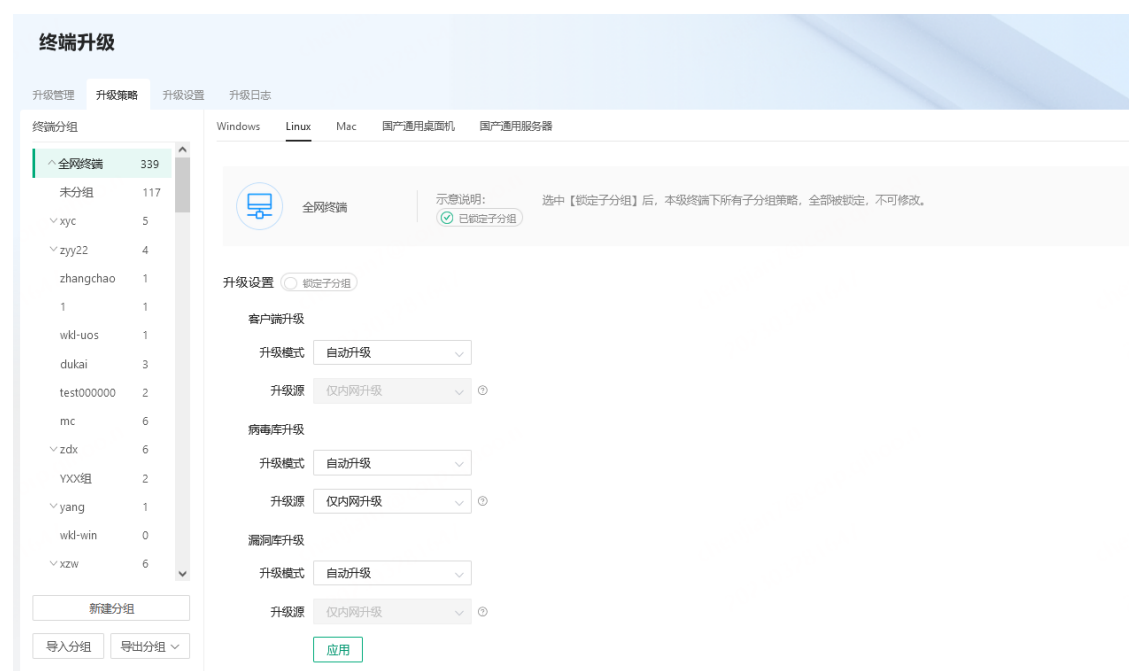 终端升级
升级管理 升级策略 升级设置 升级日志
终端分组
全网终端 339
未分组 117
xyc 5
zyy22 4
zhangchao 1
1 1
wkl-uos 1
dukai 3
test000000 2
mc 6
zdx 6
YXX组 2
yang 1
wkl-win 0
xzw 6
新建分组
导入分组 导出分组
Windows Linux Mac 国产通用桌面机 国产通用服务器
全网终端
示意说明: 选中【锁定子分组】后，本级终端下所有子分组策略，全部被锁定，不可修改。
已锁定子分组
升级设置 锁定子分组
客户端升级
升级模式 自动升级
升级源 仅内网升级
病毒库升级
升级模式 自动升级
升级源 仅内网升级
漏洞库升级
升级模式 自动升级
升级源 仅内网升级
应用